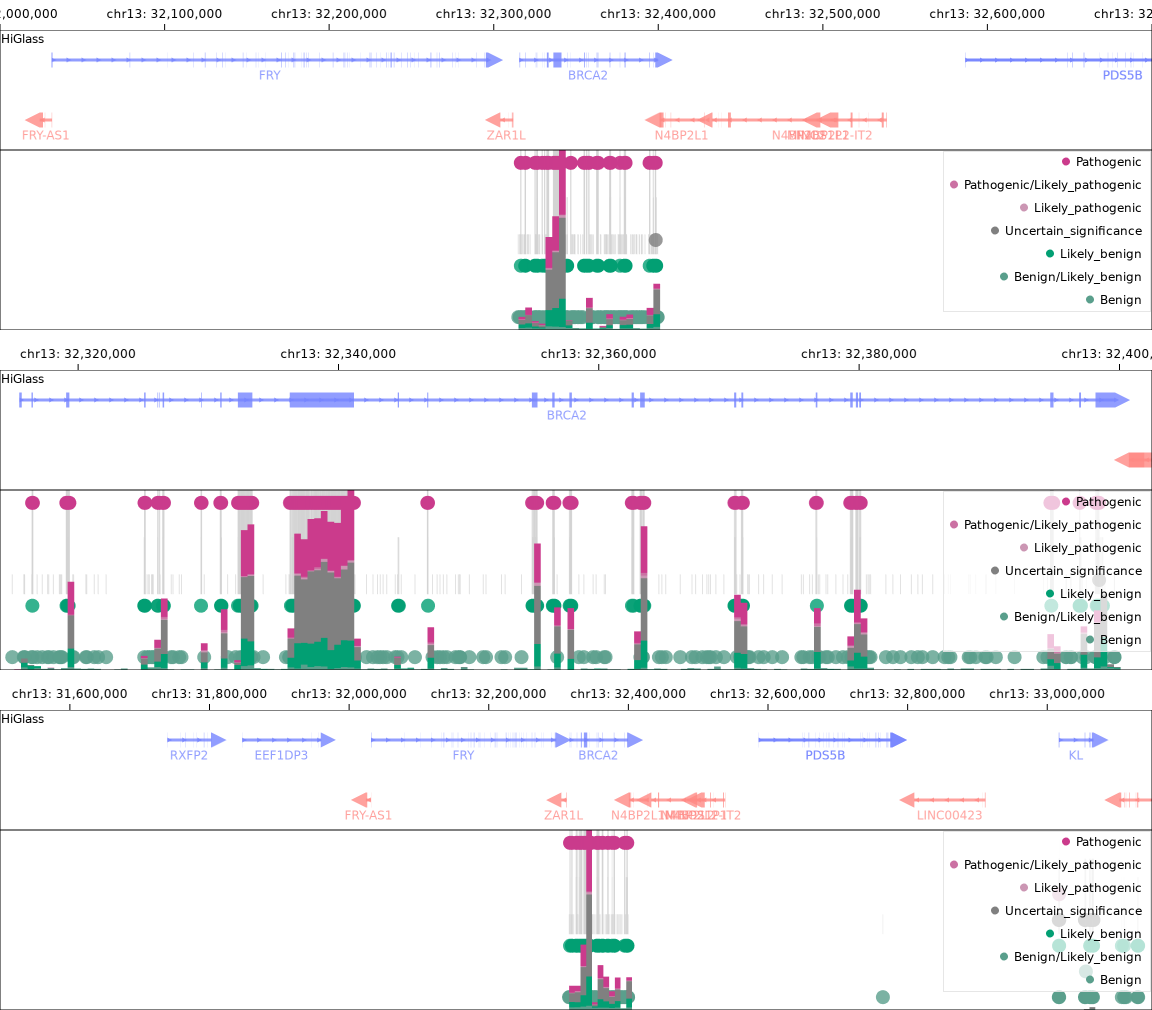 2,000,000 chr13: 32,100,000 chr13: 32,200,000 chr13: 32,300,000 chr13: 32,400,000 chr13: 32,500,000 chr13: 32,600,000 chr13: 32
HiGlass
FRY BRCA2 PDS5B
FRY-AS1 ZAR1L N4BP2L1
Pathogenic
Pathogenic/Likely_pathogenic
Likely_pathogenic
Uncertain_significance
Likely_benign
Benign/Likely_benign
Benign
chr13: 32,320,000 chr13: 32,340,000 chr13: 32,360,000 chr13: 32,380,000 chr13: 32,400,
HiGlass
BRCA2
Pathogenic
Pathogenic/Likely_pathogenic
Likely_pathogenic
Uncertain_significance
Likely_benign
Benign/Likely_benign
Benign
chr13: 31,600,000 chr13: 31,800,000 chr13: 32,000,000 chr13: 32,200,000 chr13: 32,400,000 chr13: 32,600,000 chr13: 32,800,000 chr13: 33,000,000
HiGlass
RXFP2 EEF1DP3 FRY BRCA2 PDS5B KL
FRY-AS1 ZAR1L LINC00423
Pathogenic
Pathogenic/Likely_pathogenic
Likely_pathogenic
Uncertain_significance
Likely_benign
Benign/Likely_benign
Benign